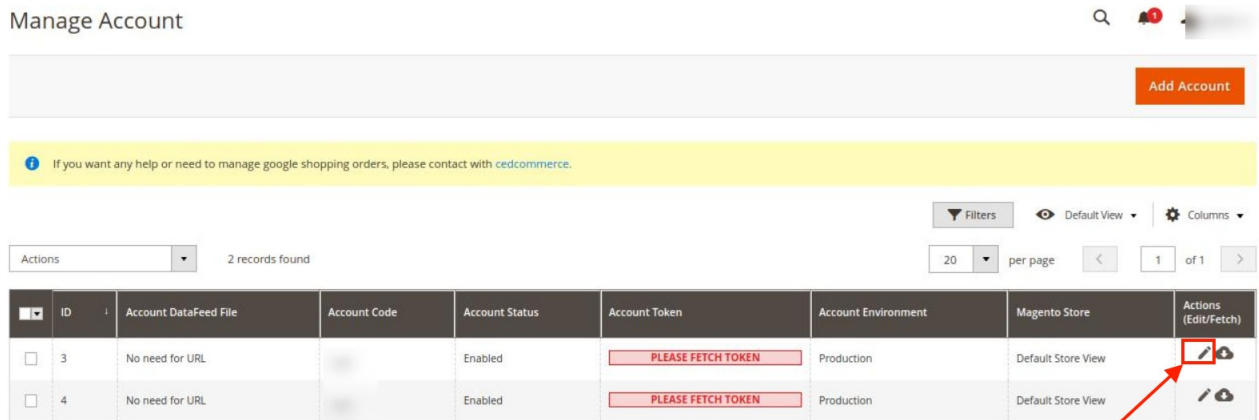 Manage Account
1
Add Account
If you want any help or need to manage google shopping orders, please contact with cedcommerce.
Filters
Default View
Columns
Actions
2 records found
20
per page
1
of 1
ID ↓ Account DataFeed File Account Code Account Status Account Token Account Environment Magento Store Actions (Edit/Fetch)
3 No need for URL Enabled PLEASE FETCH TOKEN Production Default Store View
4 No need for URL Enabled PLEASE FETCH TOKEN Production Default Store View